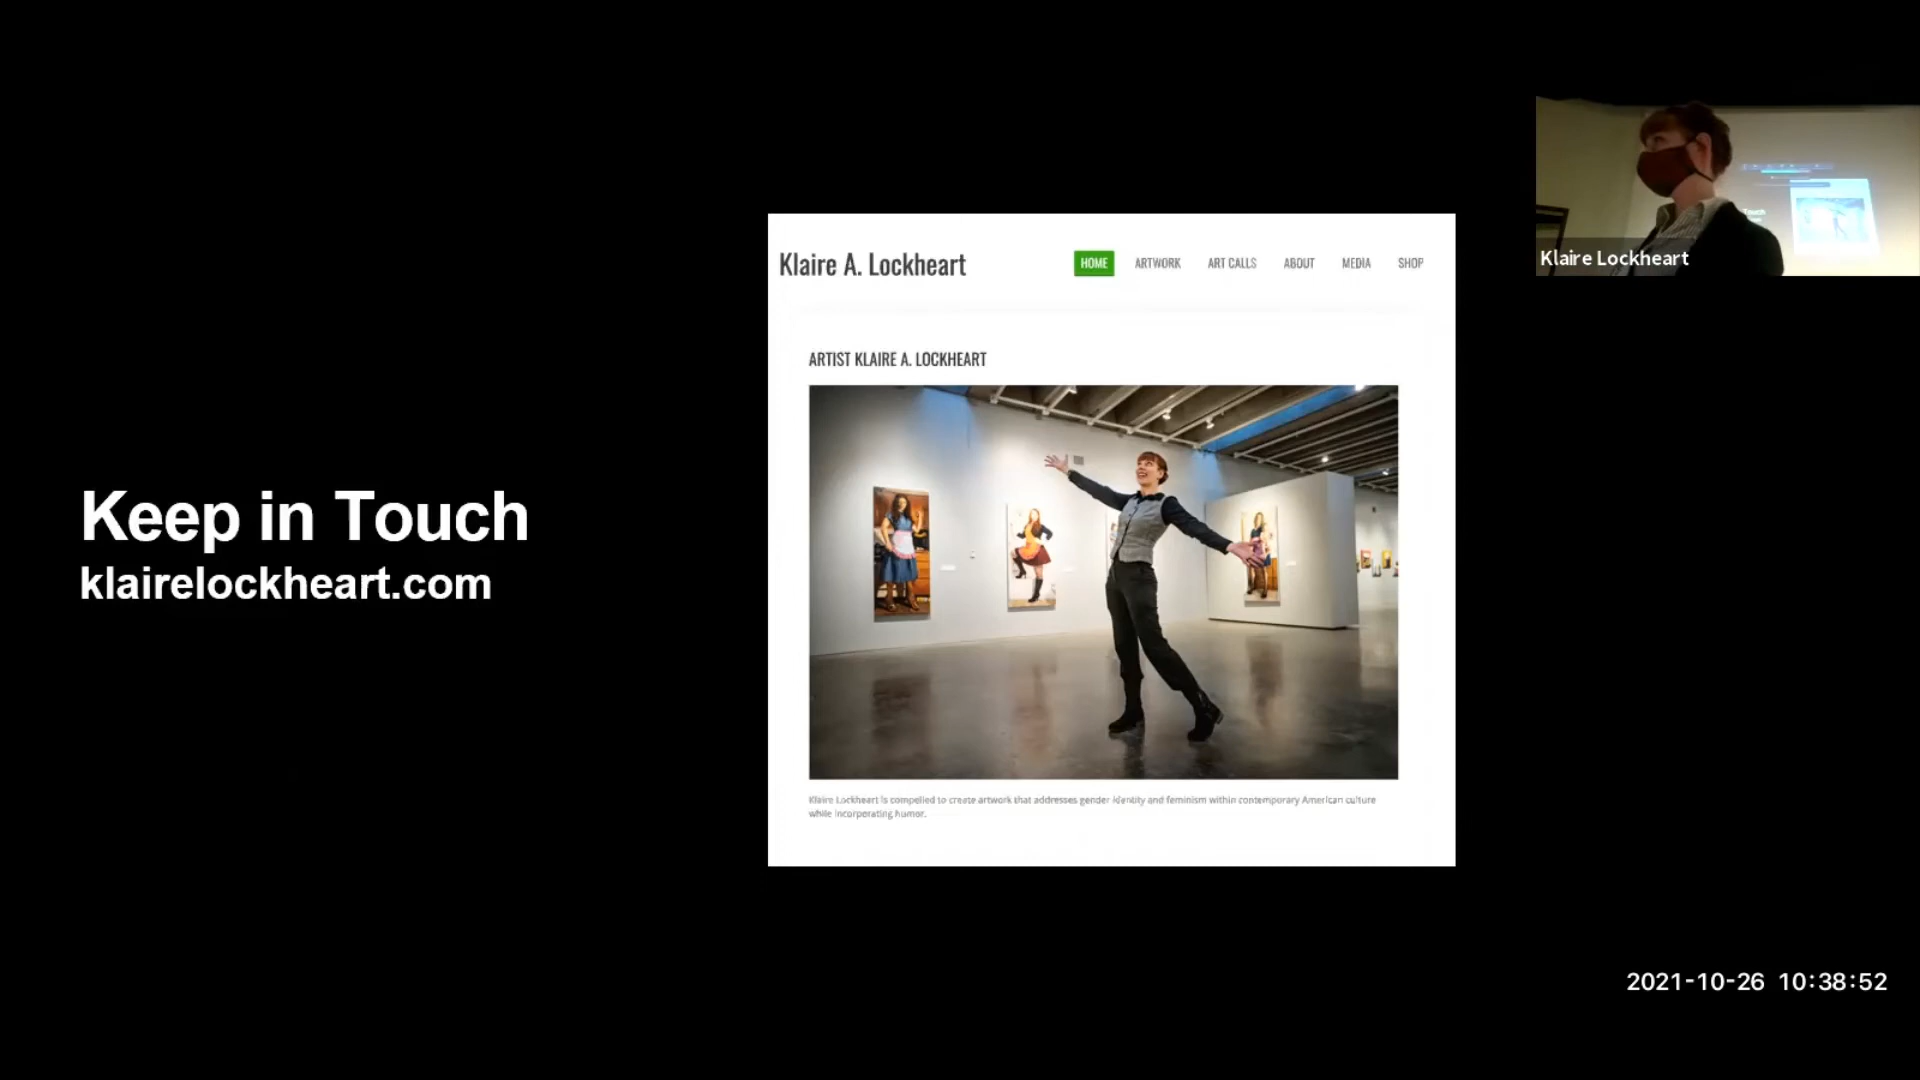 Klaire Lockheart
Klaire A. Lockheart
HOME ARTWORK ART CALLS ABOUT MEDIA SHOP
ARTIST KLAIRE A. LOCKHEART
Keep in Touch
klairelockheart.com
Klaire Lockheart is compelled to create artwork that addresses gender identity and feminism within contemporary American culture
while incorporating humor.
2021-10-26 10:38:52